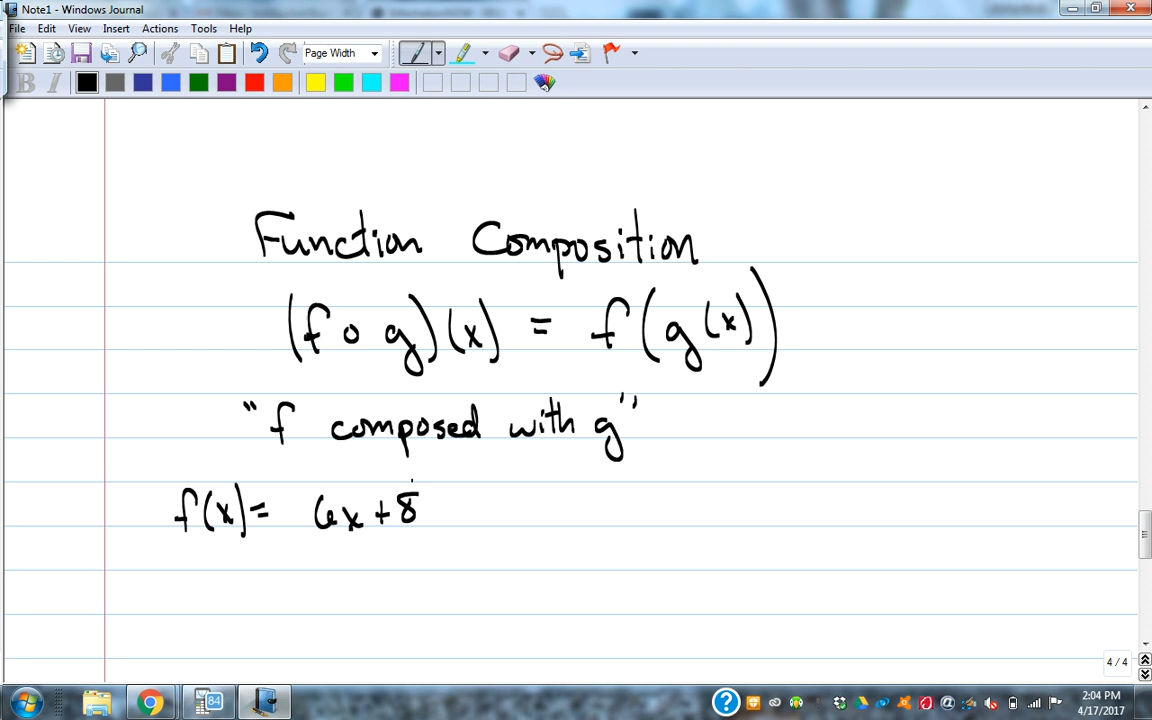 Note1 - Windows Journal
File Edit View Insert Actions Tools Help
Page Width
B I
Function Composition
(f o g)(x) = f(g(x))
"f composed with g"
f(x)= 6x+8
4 / 4
84
2:04 PM
4/17/2017